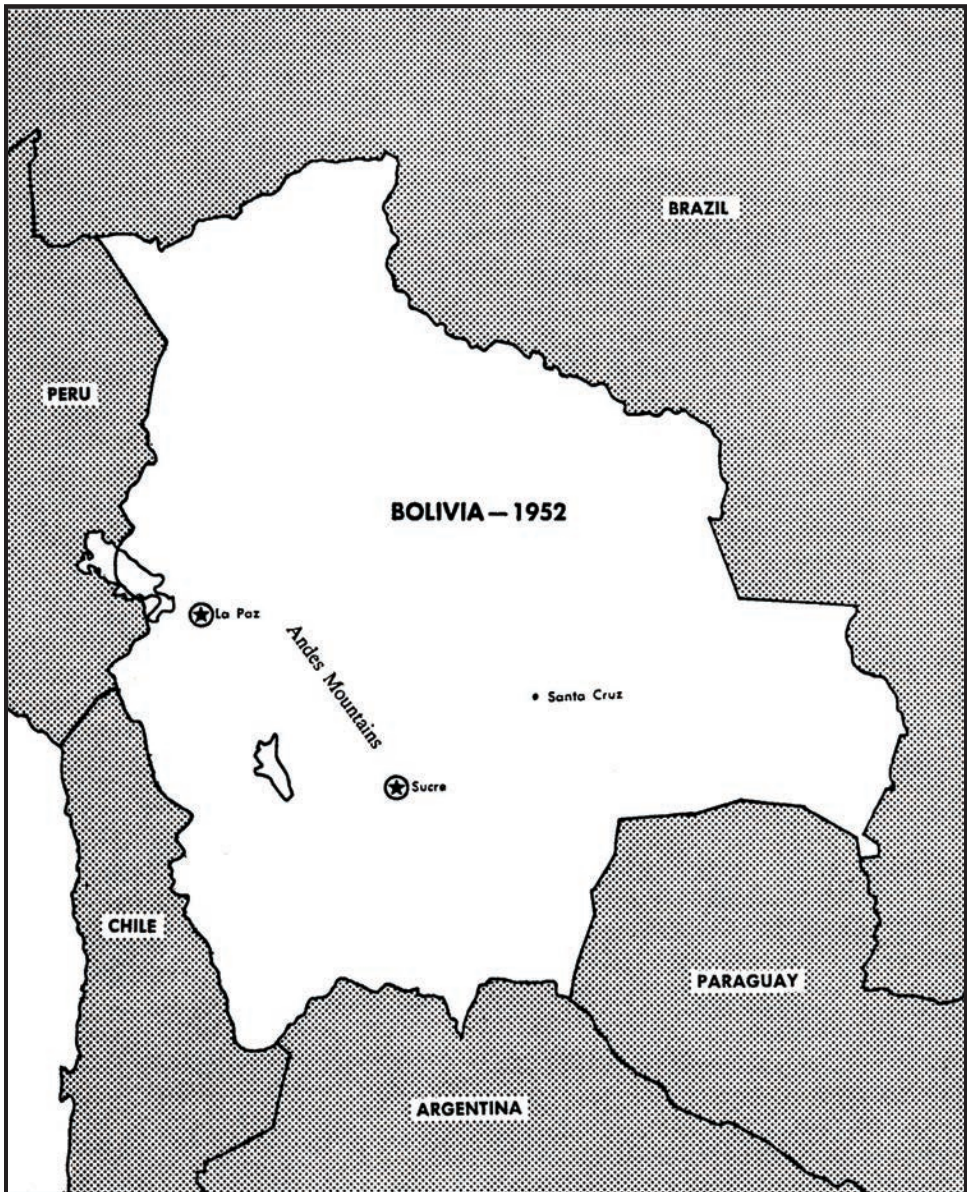 BRAZIL
PERU
BOLIVIA — 1952
La Paz
Andes Mountains
Santa Cruz
Sucre
CHILE
PARAGUAY
ARGENTINA